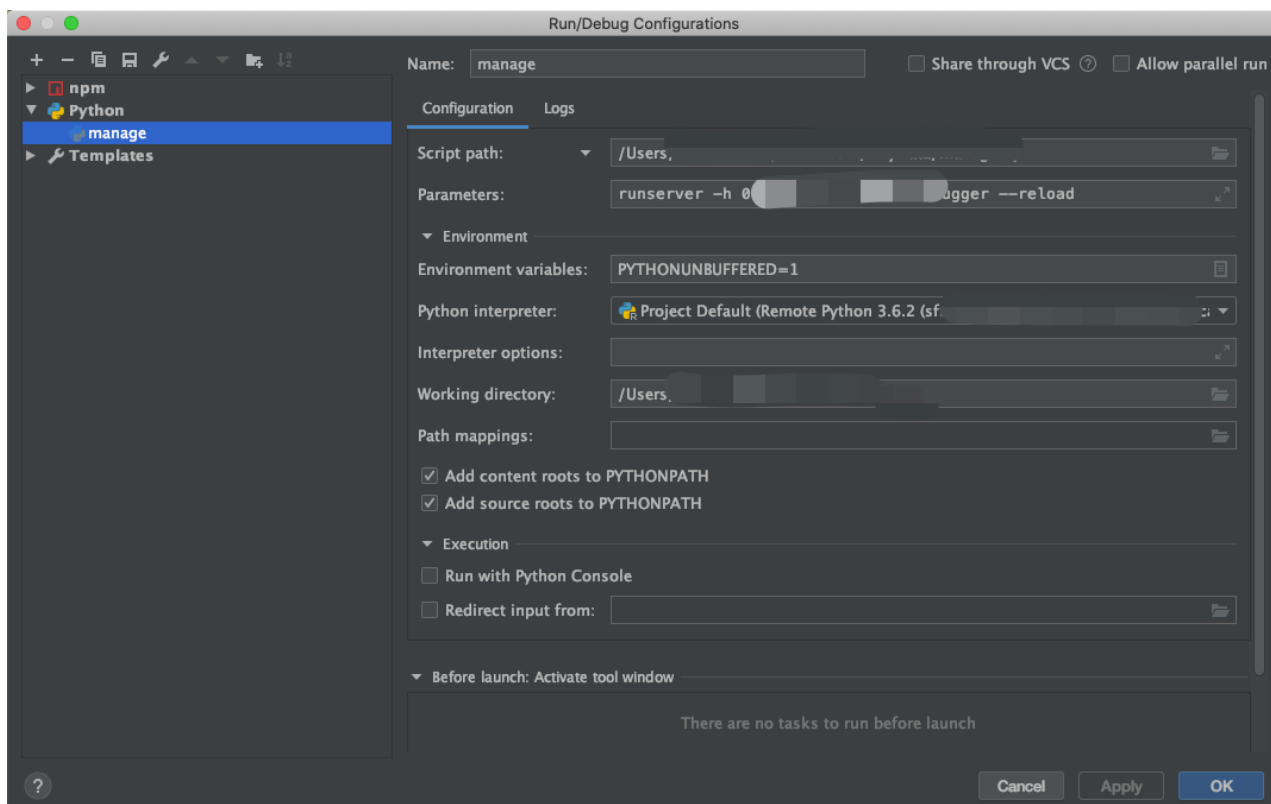 Run/Debug Configurations
Name: manage
Share through VCS ?
Allow parallel run
npm
Python
manage
Templates
Configuration Logs
Script path: /Users
Parameters: runserver -h 0 ugger --reload
Environment
Environment variables: PYTHONUNBUFFERED=1
Python interpreter: Project Default (Remote Python 3.6.2 (sf
Interpreter options:
Working directory: /Users
Path mappings:
Add content roots to PYTHONPATH
Add source roots to PYTHONPATH
Execution
Run with Python Console
Redirect input from:
Before launch: Activate tool window
There are no tasks to run before launch
? Cancel Apply OK